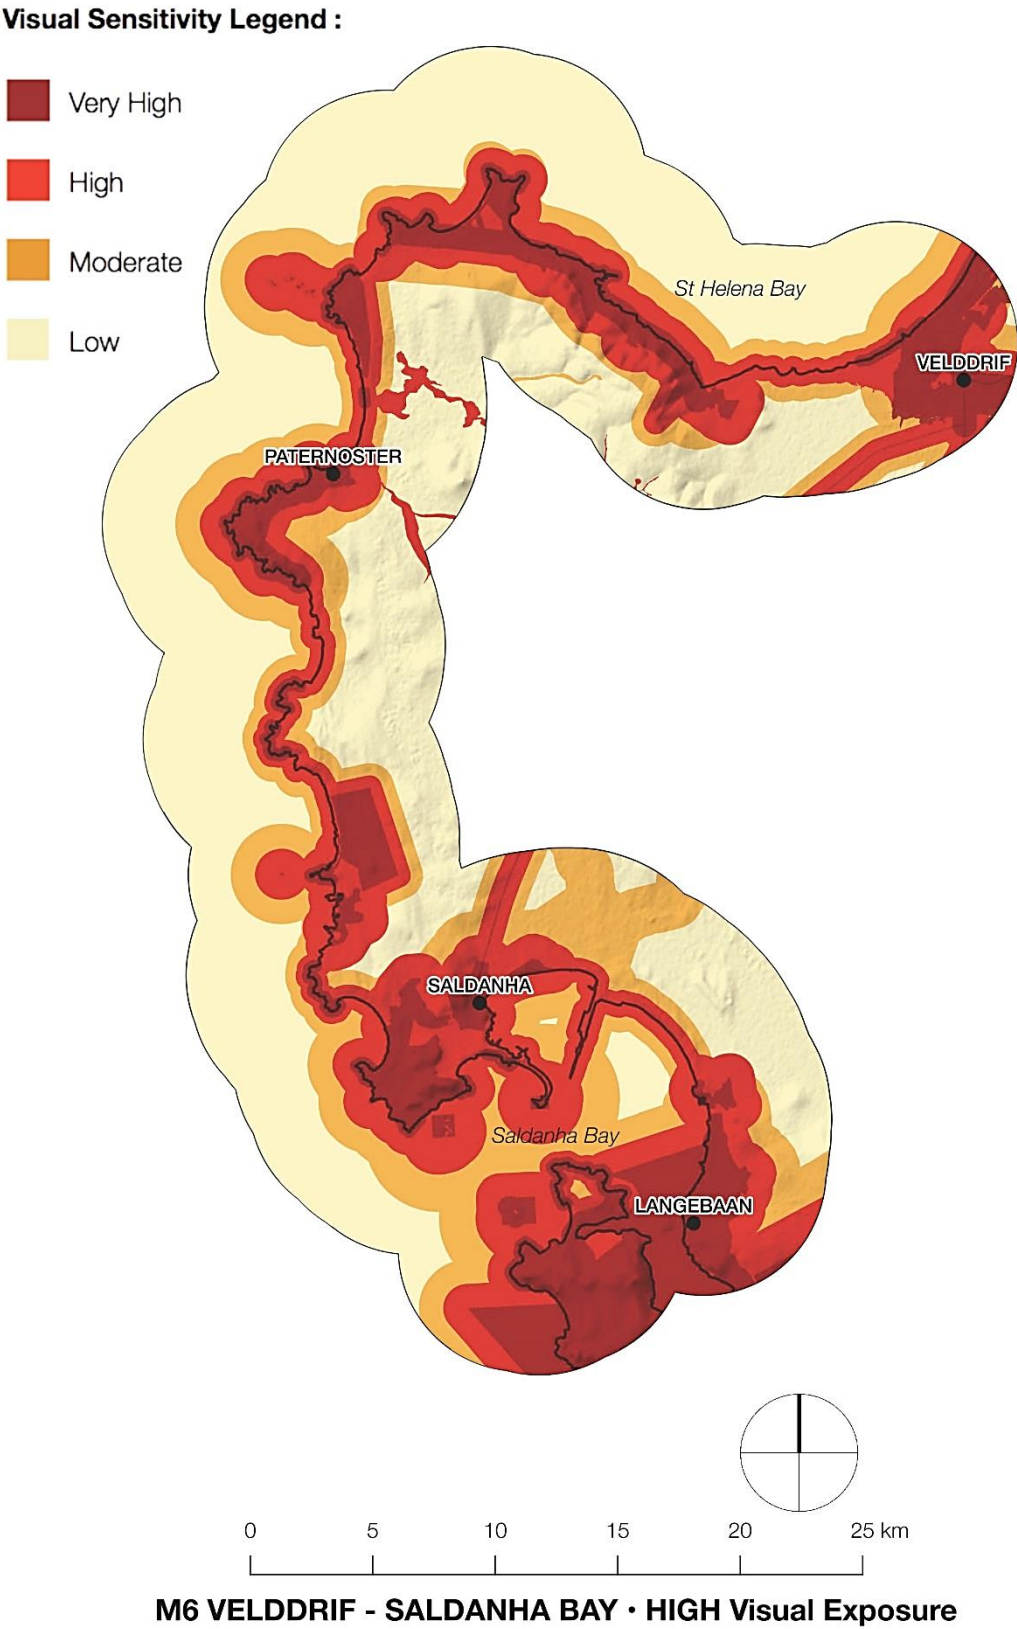 Visual Sensitivity Legend :
Very High
High
Moderate
Low
St Helena Bay
VELDDRIF
PATERNOSTER
SALDANHA
Saldanha Bay
LANGEBAAN
0 5 10 15 20 25 km
M6 VELDDRIF - SALDANHA BAY • HIGH Visual Exposure